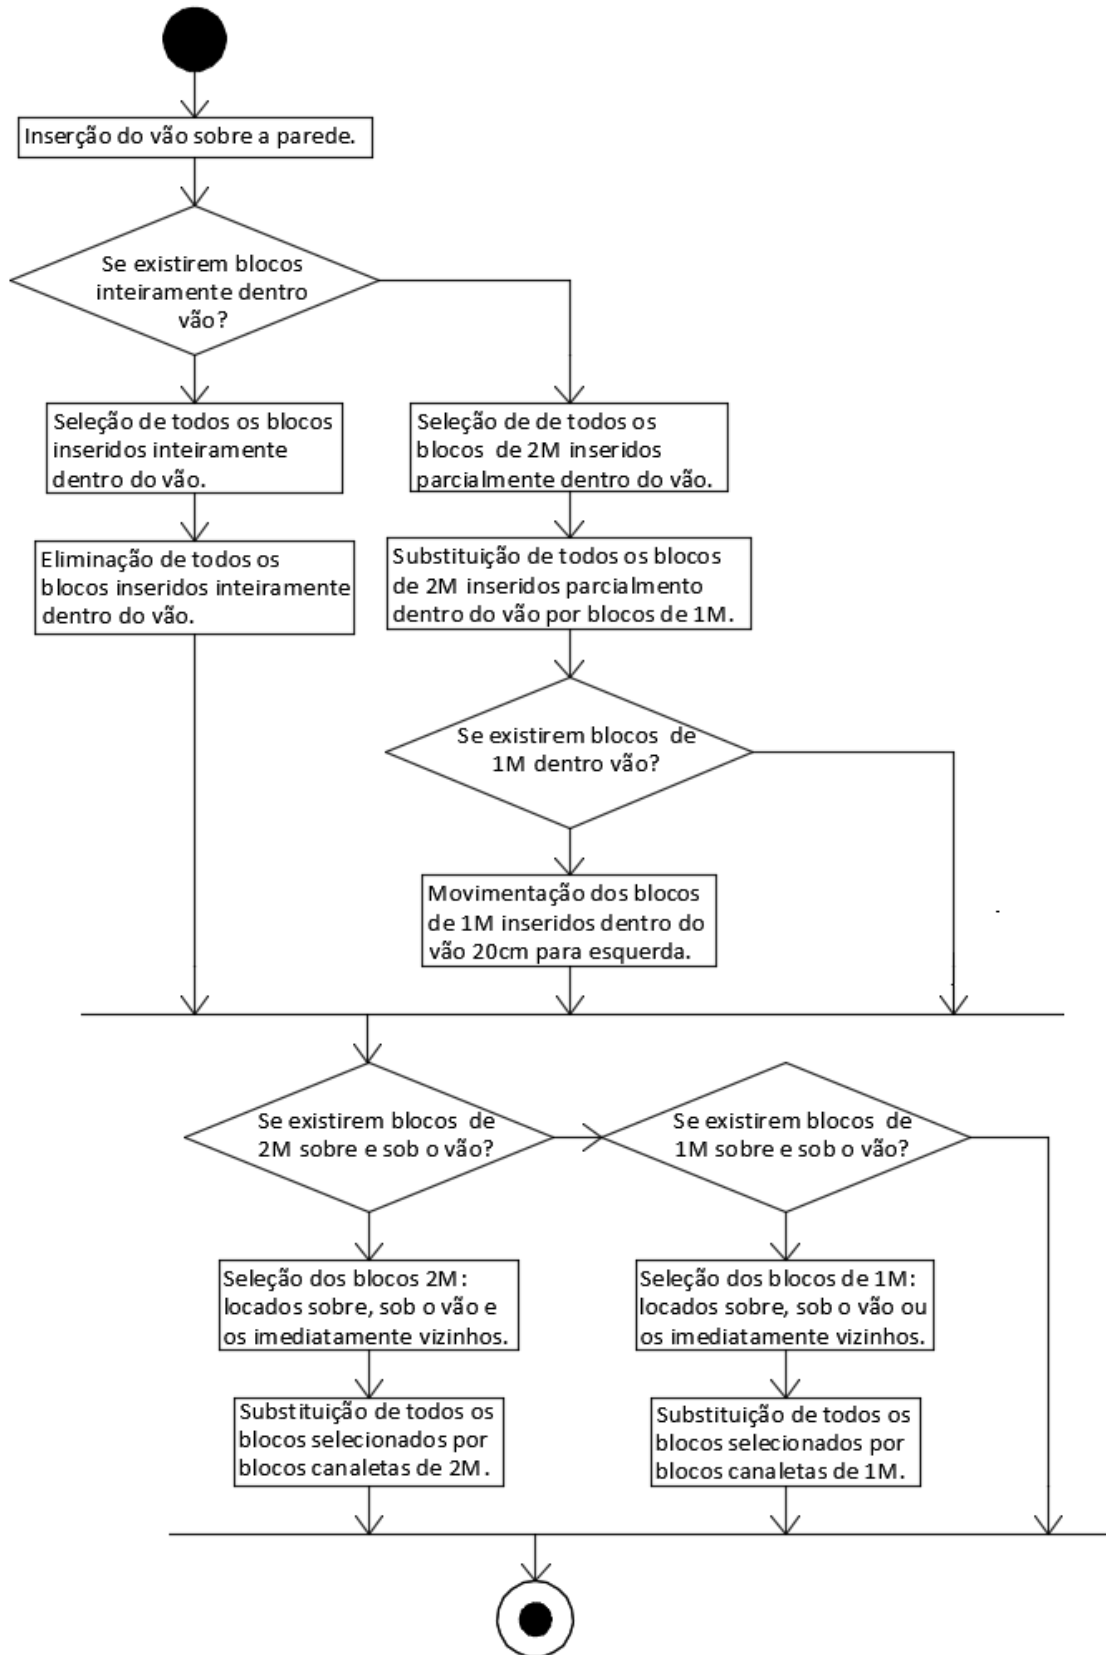 Inserção do vão sobre a parede.
Se existirem blocos
inteiramente dentro
vão?
Seleção de todos os blocos
inseridos inteiramente
dentro do vão.
Seleção de de todos os
blocos de 2M inseridos
parcialmente dentro do vão.
Eliminação de todos os
blocos inseridos inteiramente
dentro do vão.
Substituição de todos os blocos
de 2M inseridos parcialmento
dentro do vão por blocos de 1M.
Se existirem blocos de
1M dentro vão?
Movimentação dos blocos
de 1M inseridos dentro do
vão 20cm para esquerda.
Se existirem blocos de
2M sobre e sob o vão?
Se existirem blocos de
1M sobre e sob o vão?
Seleção dos blocos 2M:
locados sobre, sob o vão e
os imediatamente vizinhos.
Seleção dos blocos de 1M:
locados sobre, sob o vão ou
os imediatamente vizinhos.
Substituição de todos os
blocos selecionados por
blocos canaletas de 2M.
Substituição de todos os
blocos selecionados por
blocos canaletas de 1M.